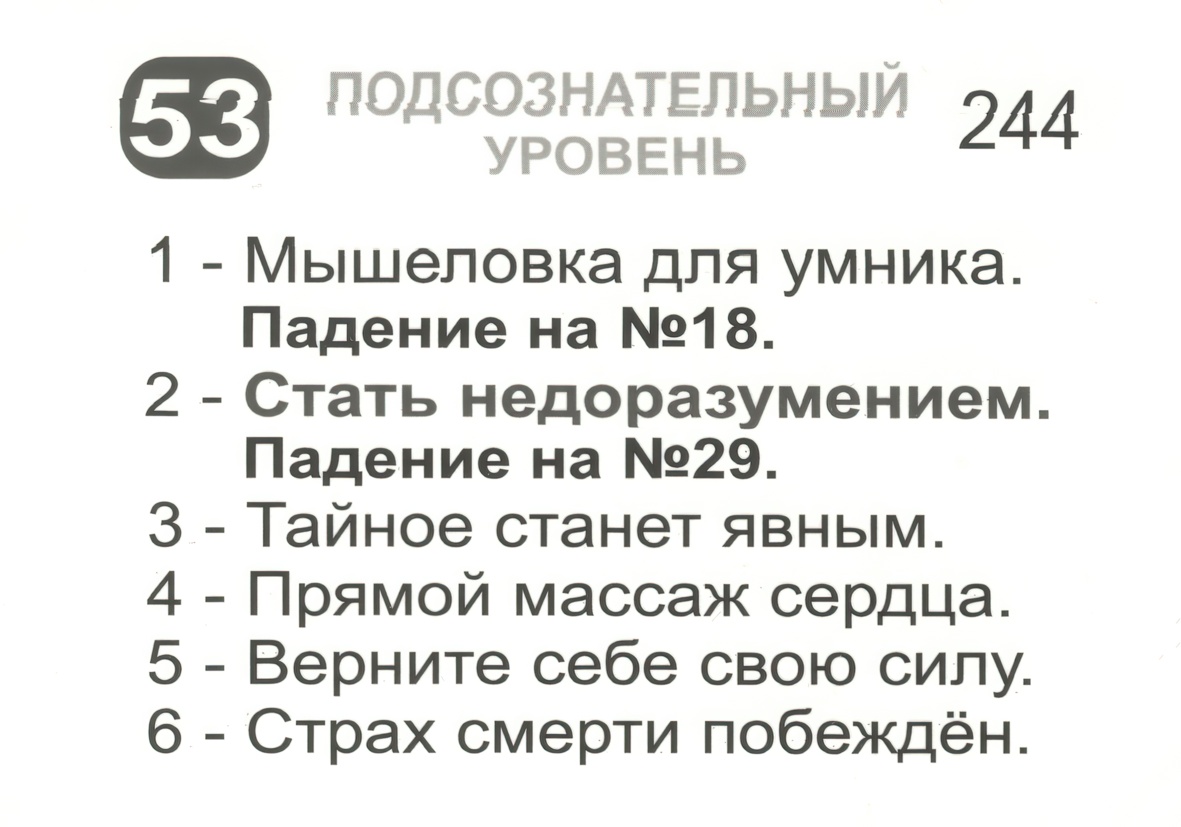 53 ПОДСОЗНАТЕЛЬНЫЙ УРОВЕНЬ 244
1 - Мышеловка для умника.
Падение на №18.
2 - Стать недоразумением.
Падение на №29.
3 - Тайное станет явным.
4 - Прямой массаж сердца.
5 - Верните себе свою силу.
6 - Страх смерти побеждён.